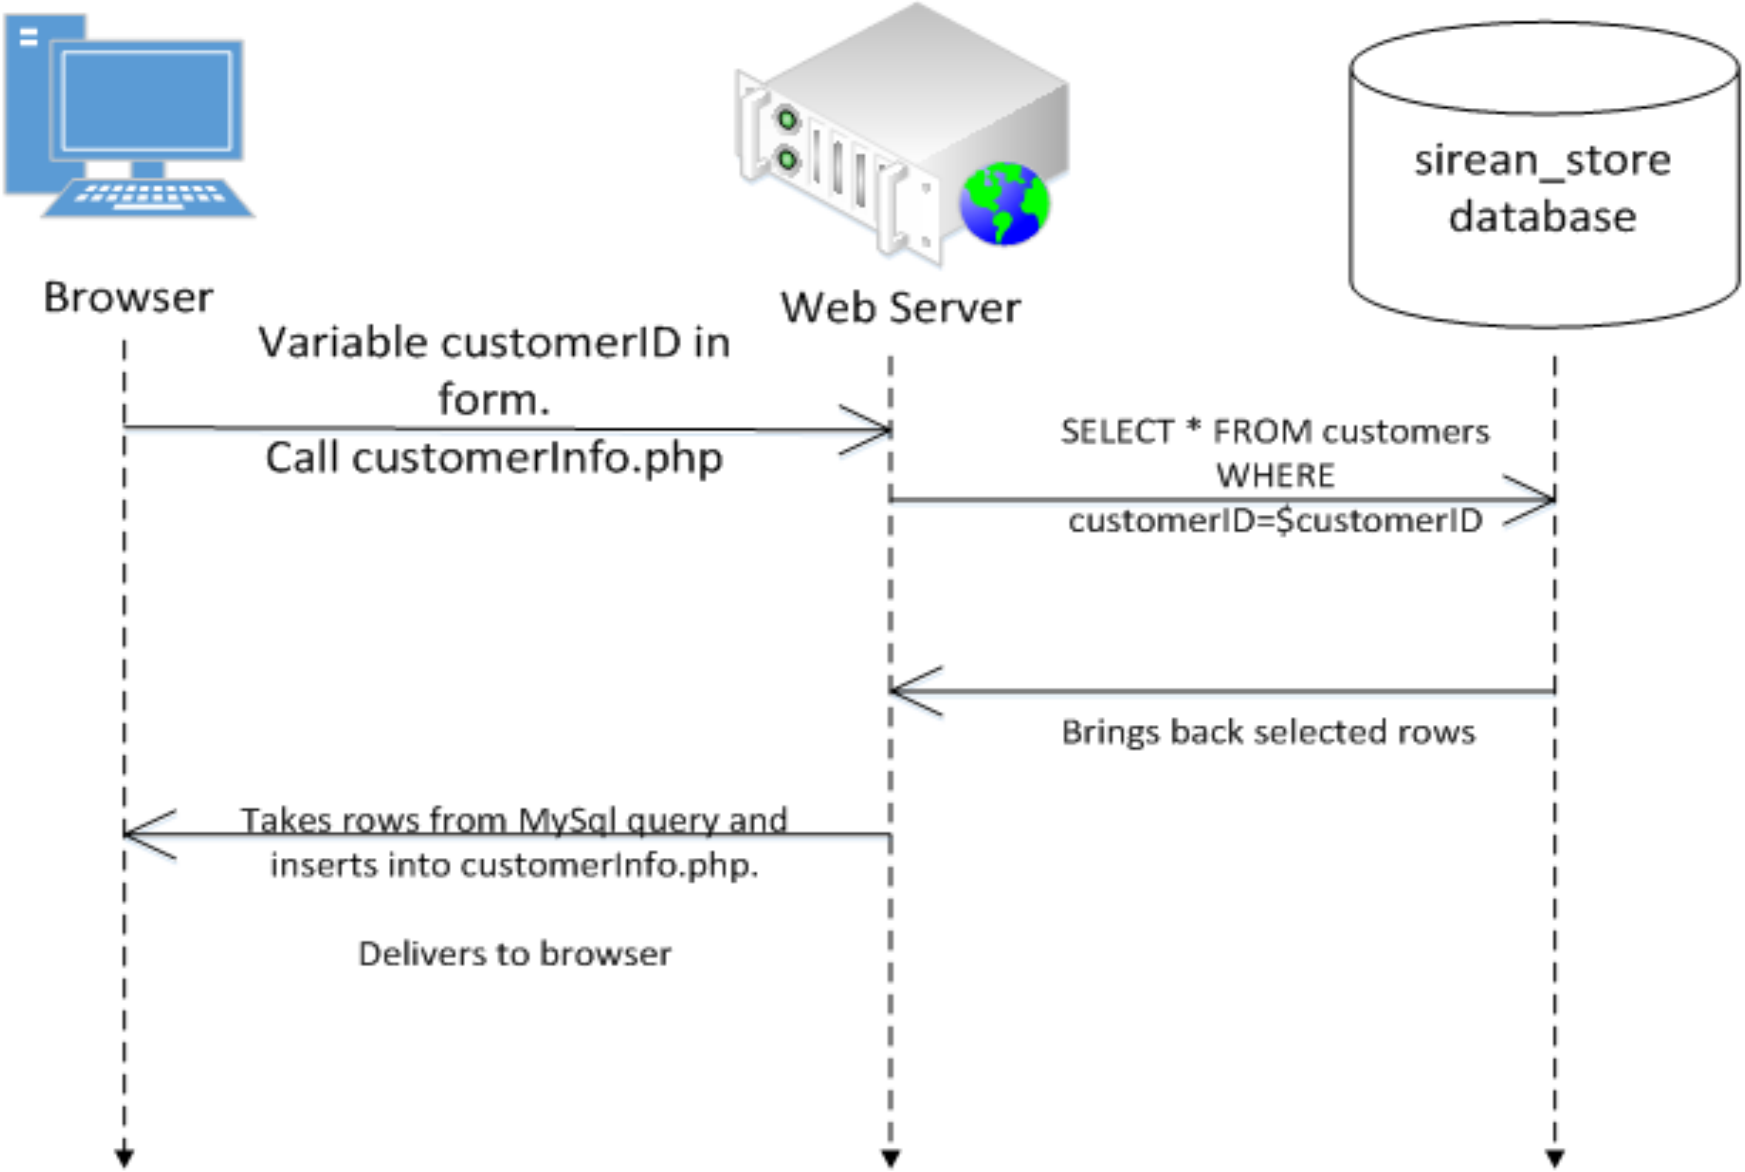 sirean_store
database
Browser
Web Server
Variable customerID in
form.
Call customerInfo.php
SELECT * FROM customers
WHERE
customerID=$customerID
Brings back selected rows
Takes rows from MySql query and
inserts into customerInfo.php.
Delivers to browser